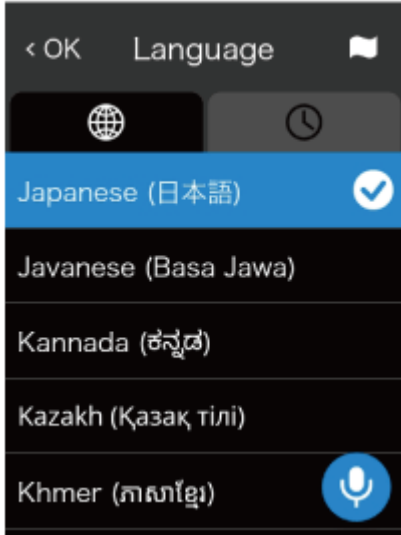 < OK Language
Japanese (日本語)
Javanese (Basa Jawa)
Kannada (ಕನ್ನಡ)
Kazakh (Қазақ тілі)
Khmer (ភាសាខ្មែរ)